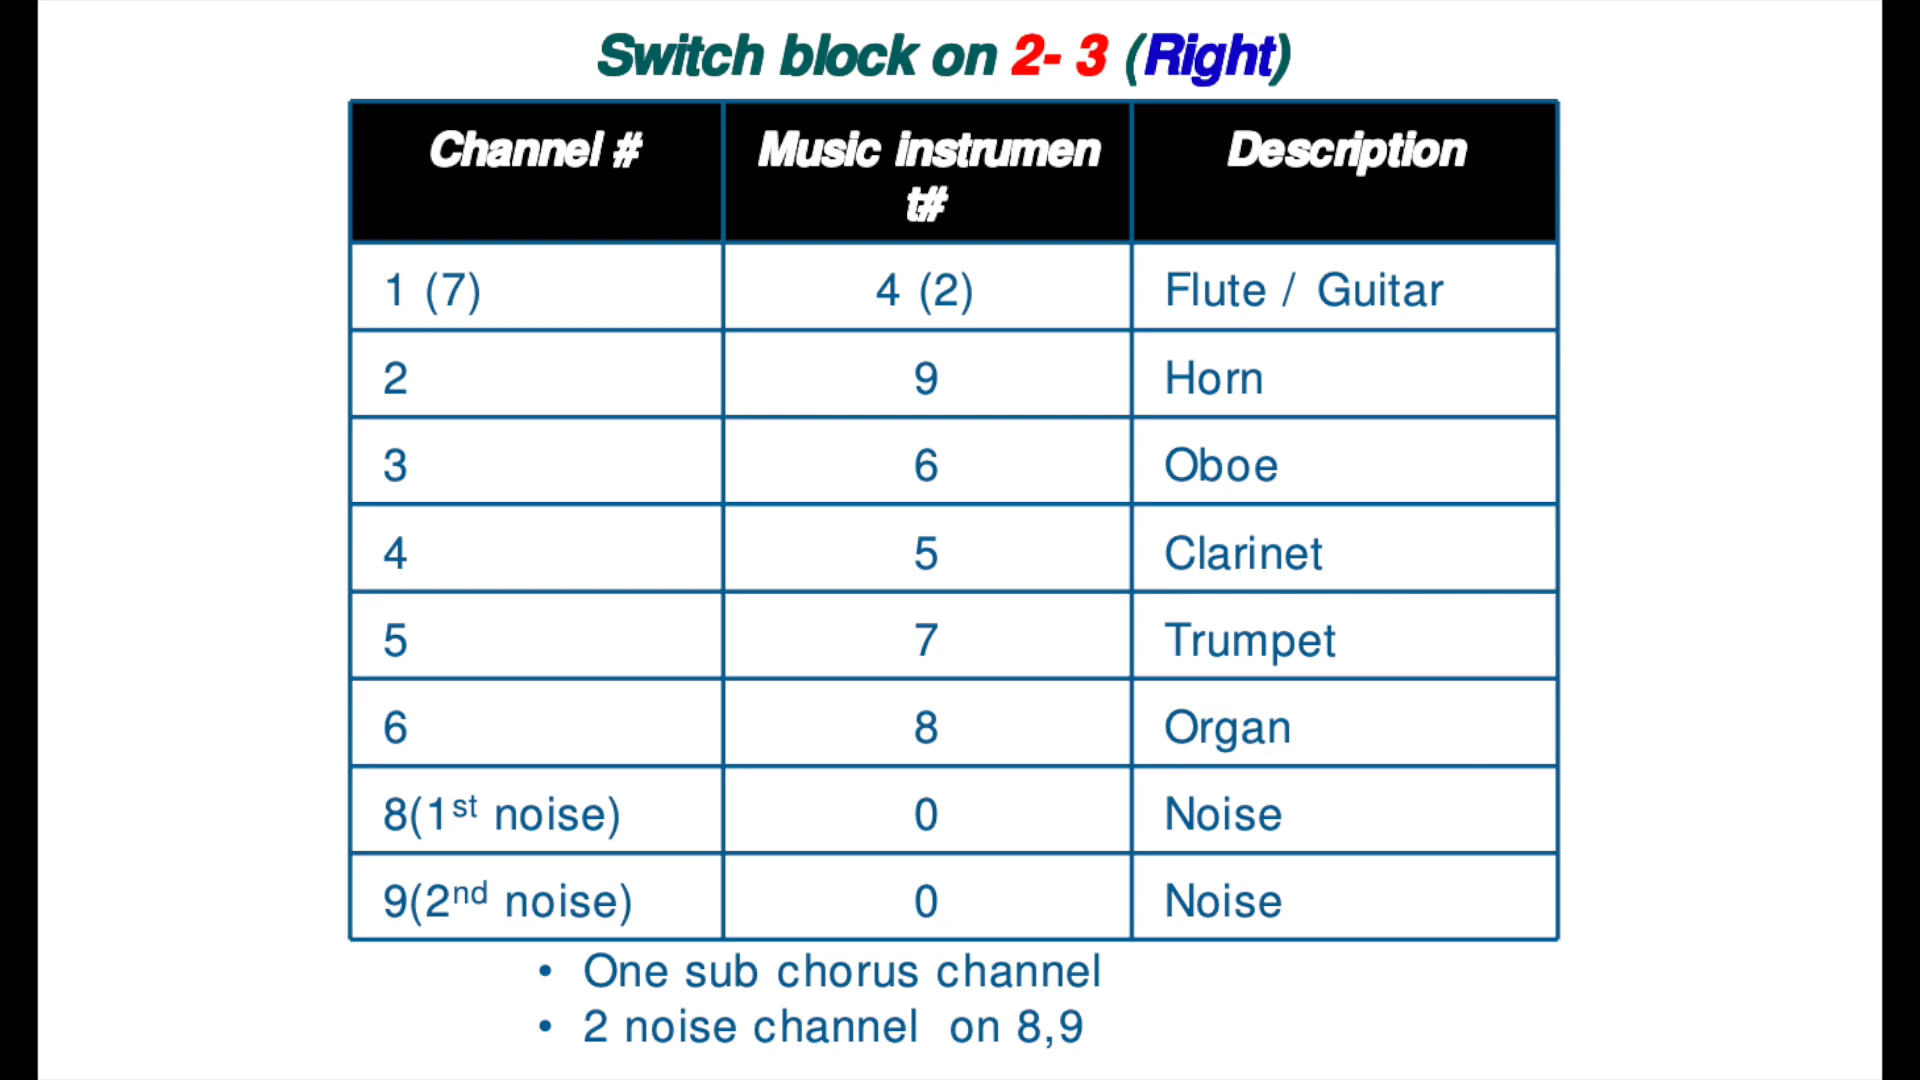 Switch block on 2- 3 (Right)
Channel # Music instrumen Description
t#
1 (7) 4 (2) Flute / Guitar
2 9 Horn
3 6 Oboe
4 5 Clarinet
5 7 Trumpet
6 8 Organ
8(1st noise) 0 Noise
9(2nd noise) 0 Noise
• One sub chorus channel
• 2 noise channel on 8,9